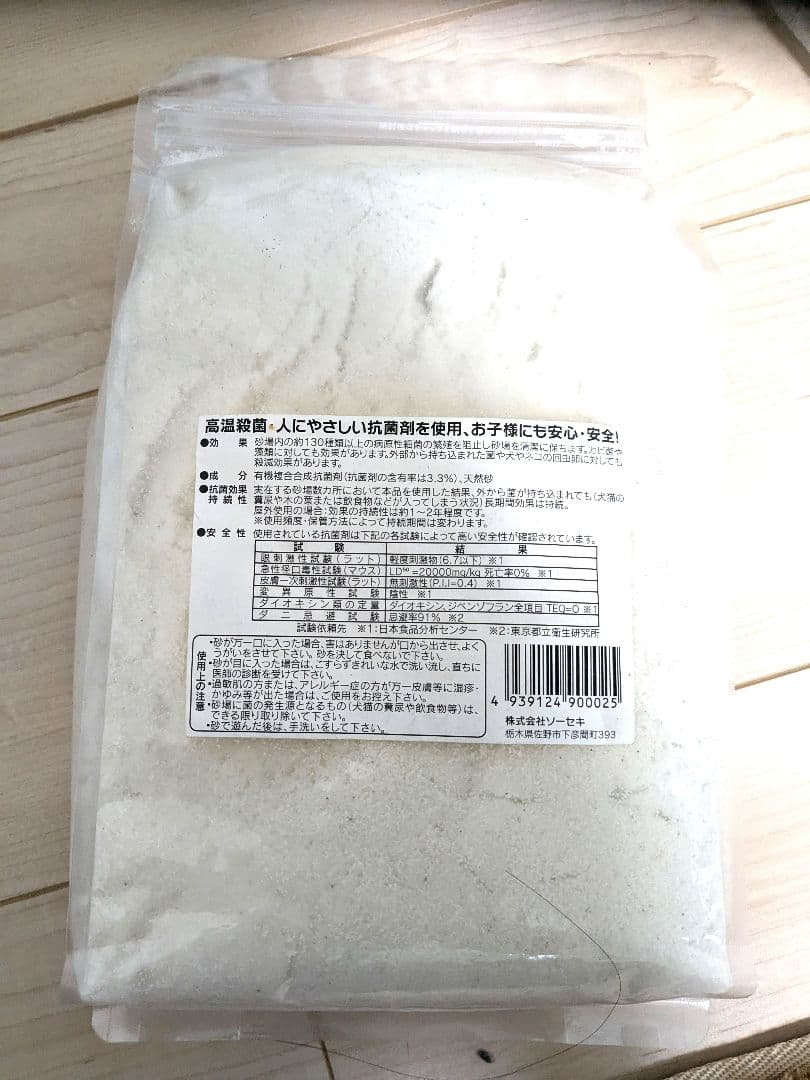 高温殺菌・人にやさしい抗菌剤を使用、お子様にも安心・安全!
●効 果 砂場内の約130種類以上の病原性細菌の繁殖を阻止し砂場を清潔に保ちます。カビ菌や
藻類に対しても効果があります。外部から持ち込まれた菌や犬やネコの回虫卵に対しても
殺滅効果があります。
●成 分 有機複合合成抗菌剤(抗菌剤の含有率は3.3%)、天然砂
●抗菌効果 実在する砂場数カ所において本品を使用した結果、外から菌が持ち込まれても(犬猫の
持続性 糞尿や木の葉または飲食物などが入ってしまう状況)長期間効果は持続。
屋外使用の場合:効果の持続性は約1〜2年程度です。
※使用頻度・保管方法によって持続期間は変わります。
●安全性 使用されている抗菌剤は下記の各試験によって高い安全性が確認されています。
試験 結果
眼刺激性試験(ラット) 軽度刺激物(6.7以下) ※1
急性経口毒性試験(マウス) LD⁵⁰=20000mg/kg 死亡率0% ※1
皮膚一次刺激性試験(ラット) 無刺激性(P.I.I=0.4) ※1
変異原性試験 陰性 ※1
ダイオキシン類の定量 ダイオキシン、ジベンゾフラン全項目 TEQ=0 ※1
ダニ忌避試験 忌避率91% ※2
試験依頼先 ※1:日本食品分析センター ※2:東京都立衛生研究所
使用上の注意
・砂が万一口に入った場合、害はありませんが口から出させ、よく
うがいをさせて下さい。砂を決して食べないで下さい。
・砂が目に入った場合は、こすらずきれいな水で洗い流し、直ちに
医師の診断を受けて下さい。
・過敏肌の方または、アレルギー症の方が万一皮膚等に湿疹・
かゆみ等が出た場合は、ご使用をお控え下さい。
・砂場に菌の発生源となるもの(犬猫の糞尿や飲食物等)は、
できる限り取り除いて下さい。
・砂で遊んだ後は、手洗いをして下さい。
4 939124 900025
株式会社ソーセキ
栃木県佐野市下彦間町393